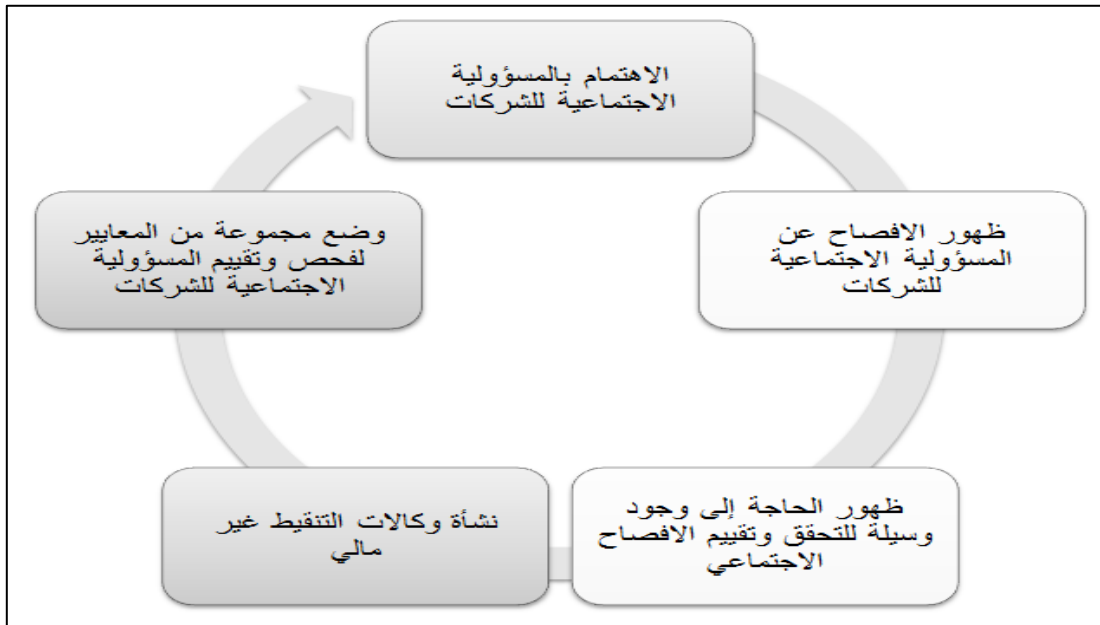 الاهتمام بالمسؤولية
الاجتماعية للشركات
ظهور الافصاح عن
المسؤولية الاجتماعية
للشركات
ظهور الحاجة إلى وجود
وسيلة للتحقق وتقييم الافصاح
الاجتماعي
نشأة وكالات التنقيط غير
مالي
وضع مجموعة من المعايير
لفحص وتقييم المسؤولية
الاجتماعية للشركات